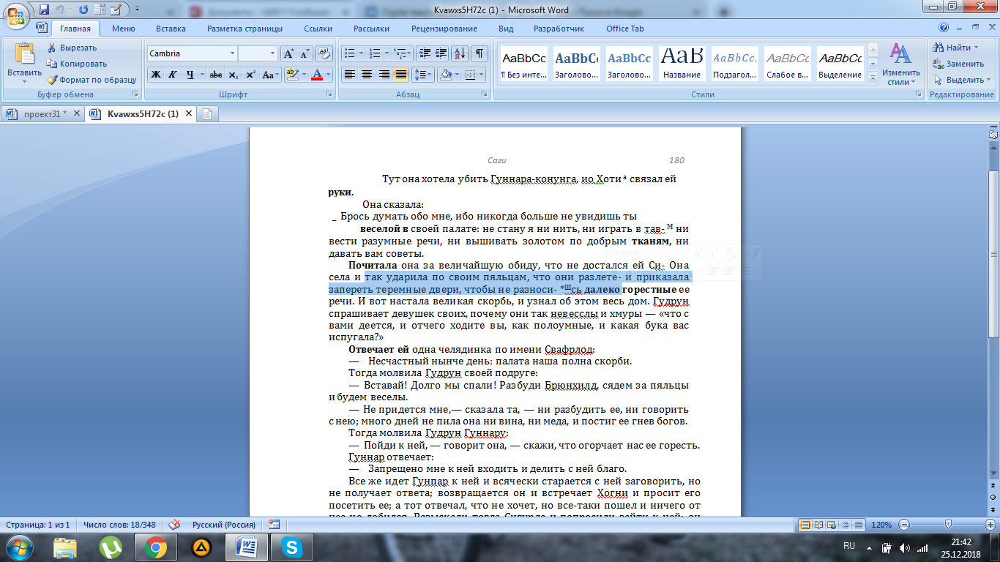 Kvawxs5H72c (1) - Microsoft Word
Главная Меню Вставка Разметка страницы Ссылки Рассылки Рецензирование Вид Разработчик Office Tab
Вставить
Вырезать
Копировать
Формат по образцу
Буфер обмена
Cambria
Ж К Ч abc x₂ x² Aa
Шрифт
Абзац
AaBbCc AaBbCc AaBbCc AaB AaBbCc. AaBbCc AaBbCc
¶ Без инте... Заголово... Заголово... Название Подзагол... Слабое в... Выделение
Изменить стили
Стили
Найти
Заменить
Выделить
Редактирование
проект31 * Kvawxs5H72c (1)
Саги 180
Тут она хотела убить Гуннара-конунга, ио Хоти ª связал ей
руки.
Она сказала:
_ Брось думать обо мне, ибо никогда больше не увидишь ты
веселой в своей палате: не стану я ни нить, ни играть в тав- М ни
вести разумные речи, ни вышивать золотом по добрым тканям, ни
давать вам советы.
Почитала она за величайшую обиду, что не достался ей Си- Она
села и так ударила по своим пяльцам, что они разлете- и приказала
запереть теремные двери, чтобы не разноси- *Шсь далеко горестные ее
речи. И вот настала великая скорбь, и узнал об этом весь дом. Гудрун
спрашивает девушек своих, почему они так невесслы и хмуры — «что с
вами деется, и отчего ходите вы, как полоумные, и какая бука вас
испугала?»
Отвечает ей одна челядинка по имени Свафрлод:
— Несчастный нынче день: палата наша полна скорби.
Тогда молвила Гудрун своей подруге:
— Вставай! Долго мы спали! Разбуди Брюнхилд, сядем за пяльцы
и будем веселы.
— Не придется мне,— сказала та, — ни разбудить ее, ни говорить
с нею; много дней не пила она ни вина, ни меда, и постиг ее гнев богов.
Тогда молвила Гудрун Гуннару:
— Пойди к ней, — говорит она, — скажи, что огорчает нас ее горесть.
Гуннар отвечает:
— Запрещено мне к ней входить и делить с ней благо.
Все же идет Гунпар к ней и всячески старается с ней заговорить, но
не получает ответа; возвращается он и встречает Хогни и просит его
посетить ее; а тот отвечал, что не хочет, но все-таки пошел и ничего от
Страница: 1 из 1 Число слов: 18/348 Русский (Россия) 120%
RU 21:42
25.12.2018